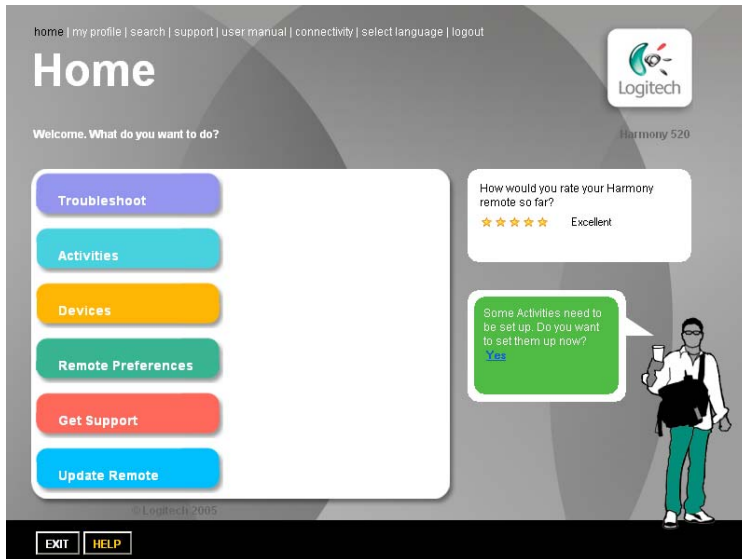 home | my profile | search | support | user manual | connectivity | select language | logout
Home
Logitech
Welcome. What do you want to do?
Harmony 520
Troubleshoot
Activities
Devices
Remote Preferences
Get Support
Update Remote
How would you rate your Harmony
remote so far?
Excellent
Some Activities need to
be set up. Do you want
to set them up now?
Yes
© Logitech 2005
EXIT
HELP